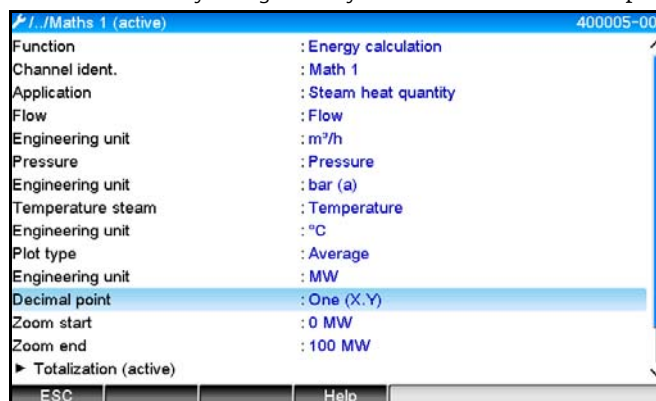 /../Maths 1 (active) 400005-00
Function : Energy calculation
Channel ident. : Math 1
Application : Steam heat quantity
Flow : Flow
Engineering unit : m³/h
Pressure : Pressure
Engineering unit : bar (a)
Temperature steam : Temperature
Engineering unit : °C
Plot type : Average
Engineering unit : MW
Decimal point : One (X.Y)
Zoom start : 0 MW
Zoom end : 100 MW
► Totalization (active)
ESC Help